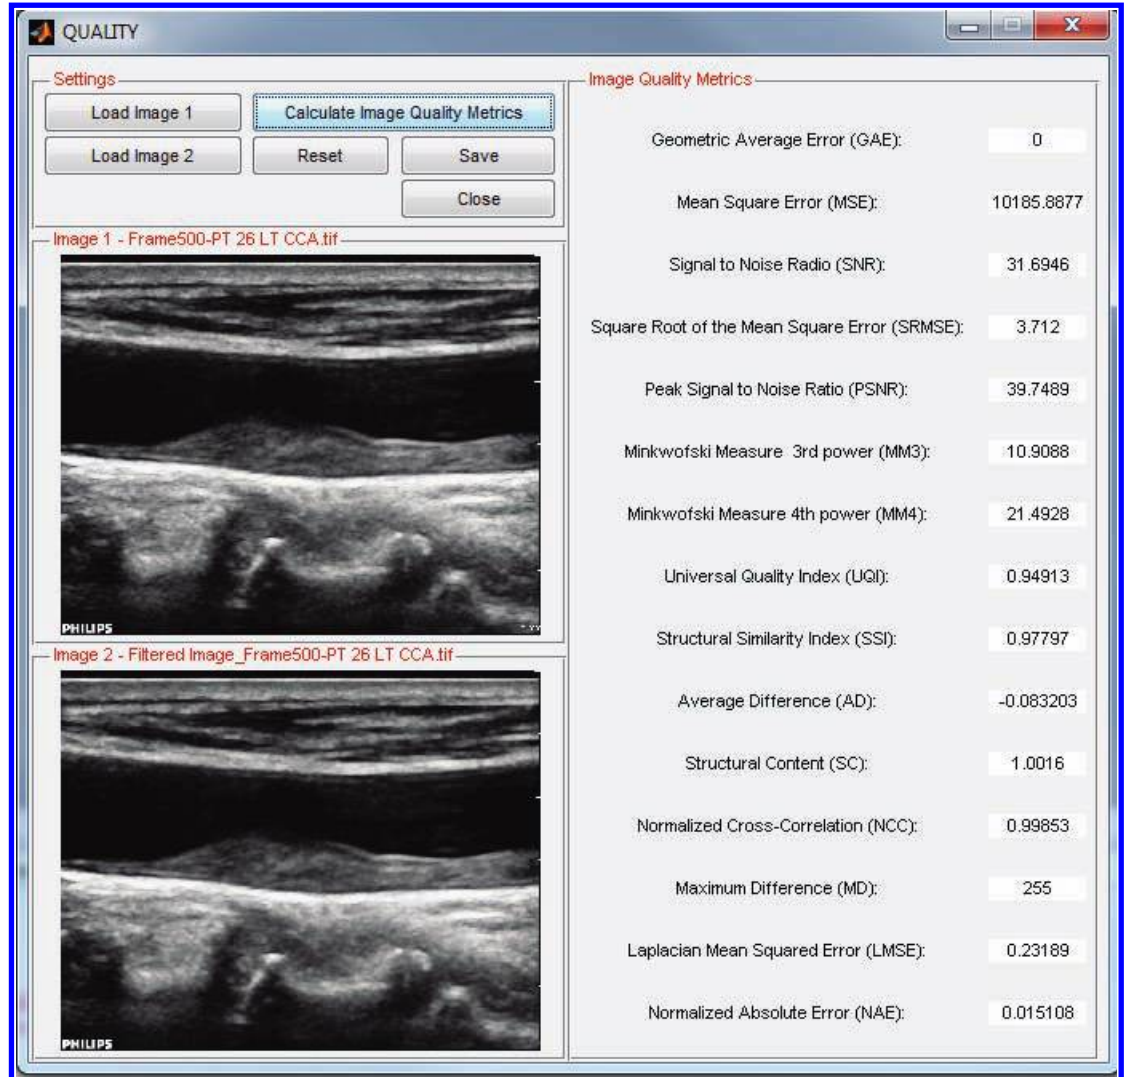 QUALITY
Settings
Load Image 1
Calculate Image Quality Metrics
Load Image 2
Reset
Save
Close
Image 1 - Frame500-PT 26 LT CCA.tif
PHILIPS
Image 2 - Filtered Image_Frame500-PT 26 LT CCA.tif
PHILIPS
Image Quality Metrics
Geometric Average Error (GAE): 0
Mean Square Error (MSE): 10185.8877
Signal to Noise Radio (SNR): 31.6946
Square Root of the Mean Square Error (SRMSE): 3.712
Peak Signal to Noise Ratio (PSNR): 39.7489
Minkwofski Measure 3rd power (MM3): 10.9088
Minkwofski Measure 4th power (MM4): 21.4928
Universal Quality Index (UQI): 0.94913
Structural Similarity Index (SSI): 0.97797
Average Difference (AD): -0.083203
Structural Content (SC): 1.0016
Normalized Cross-Correlation (NCC): 0.99853
Maximum Difference (MD): 255
Laplacian Mean Squared Error (LMSE): 0.23189
Normalized Absolute Error (NAE): 0.015108